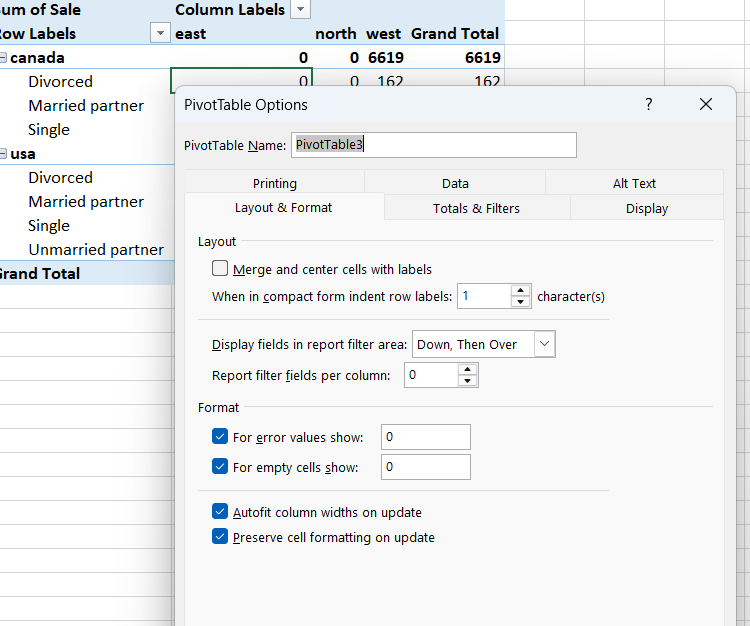 um of Sale Column Labels
ow Labels east north west Grand Total
canada 0 0 6619 6619
Divorced 0 0 162 162
Married partner
Single
usa
Divorced
Married partner
Single
Unmarried partner
rand Total
PivotTable Options ?
PivotTable Name: PivotTable3
Printing Data Alt Text
Layout & Format Totals & Filters Display
Layout
Merge and center cells with labels
When in compact form indent row labels: 1 character(s)
Display fields in report filter area: Down, Then Over
Report filter fields per column: 0
Format
For error values show: 0
For empty cells show: 0
Autofit column widths on update
Preserve cell formatting on update